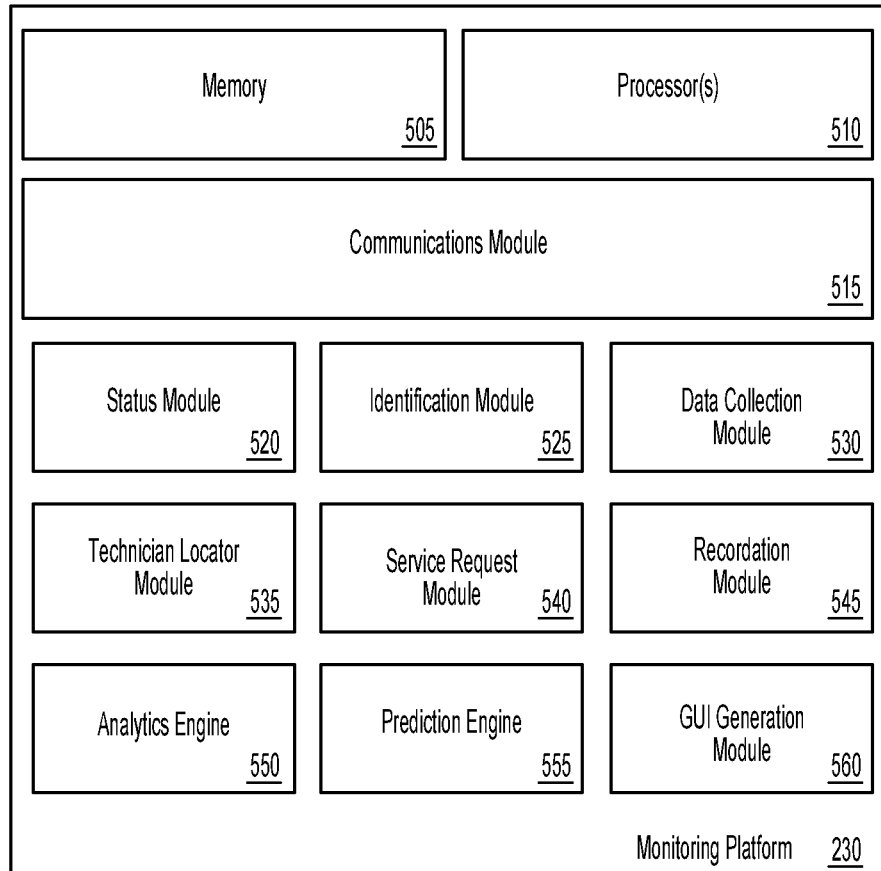 Memory
505
Processor(s)
510
Communications Module
515
Status Module
520
Identification Module
525
Data Collection
Module
530
Technician Locator
Module
535
Service Request
Module
540
Recordation
Module
545
Analytics Engine
550
Prediction Engine
555
GUI Generation
Module
560
Monitoring Platform 230